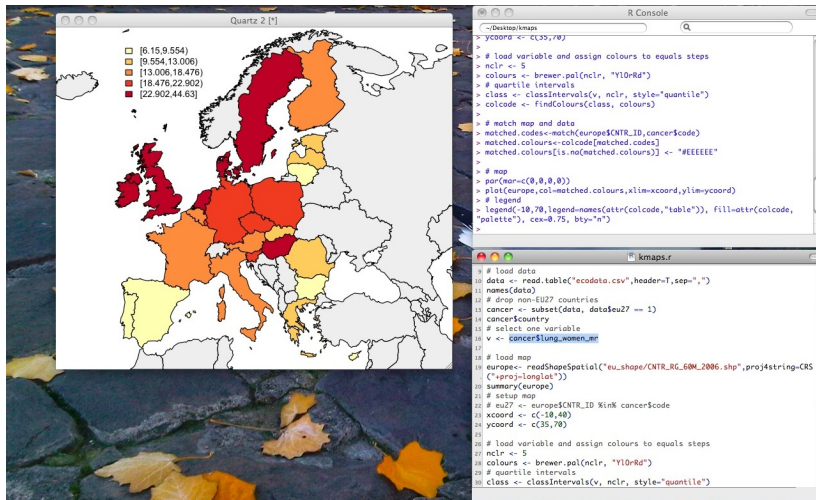 Quartz 2 [*]
[6.15,9.554)
[9.554,13.006)
[13.006,18.476)
[18.476,22.902)
[22.902,44.63]
R Console
~/Desktop/kmaps
> ycoord <- c(35,70)
>
> # load variable and assign colours to equals steps
> nclr <- 5
> colours <- brewer.pal(nclr, "YlOrRd")
> # quartile intervals
> class <- classIntervals(v, nclr, style="quantile")
> colcode <- findColours(class, colours)
>
> # match map and data
> matched.codes<-match(europe$CNTR_ID,cancer$code)
> matched.colours<-colcode[matched.codes]
> matched.colours[is.na(matched.colours)] <- "#EEEEEE"
>
> # map
> par(mar=c(0,0,0,0))
> plot(europe,col=matched.colours,xlim=xcoord,ylim=ycoord)
> # legend
> legend(-10,70,legend=names(attr(colcode,"table")), fill=attr(colcode,
"palette"), cex=0.75, bty="n")
>
kmaps.r
9 # load data
10 data <- read.table("ecodata.csv",header=T,sep=",")
11 names(data)
12 # drop non-EU27 countries
13 cancer <- subset(data, data$eu27 == 1)
14 cancer$country
15 # select one variable
16 v <- cancer$lung_women_mr
17
18 # load map
19 europe<- readShapeSpatial("eu_shape/CNTR_RG_60M_2006.shp",proj4string=CRS
("+proj=longlat"))
20 summary(europe)
21 # setup map
22 # eu27 <- europe$CNTR_ID %in% cancer$code
23 xcoord <- c(-10,40)
24 ycoord <- c(35,70)
25
26 # load variable and assign colours to equals steps
27 nclr <- 5
28 colours <- brewer.pal(nclr, "YlOrRd")
29 # quartile intervals
30 class <- classIntervals(v, nclr, style="quantile")